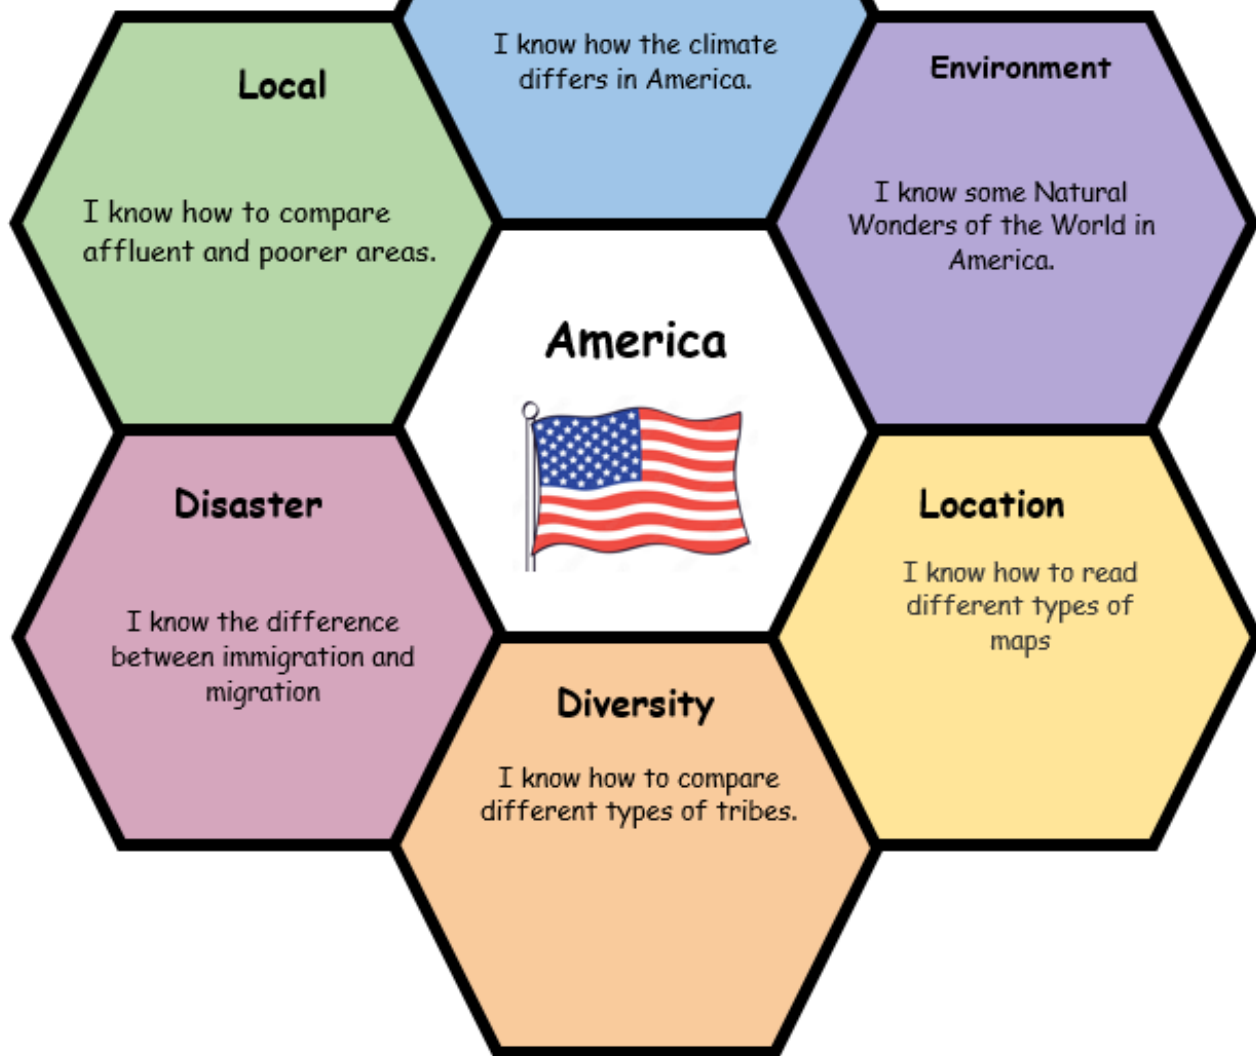 I know how the climate
differs in America.
Local
I know how to compare
affluent and poorer areas.
Environment
I know some Natural
Wonders of the World in
America.
America
Disaster
I know the difference
between immigration and
migration
Location
I know how to read
different types of
maps
Diversity
I know how to compare
different types of tribes.